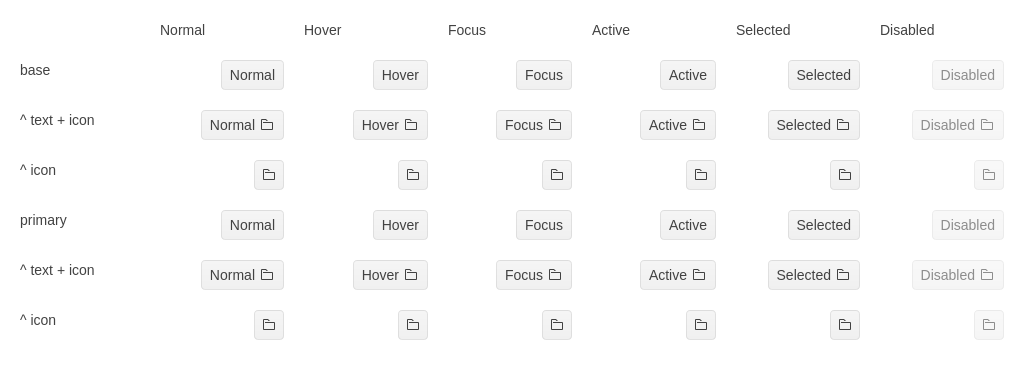 Normal Hover Focus Active Selected Disabled
base Normal Hover Focus Active Selected Disabled
^ text + icon Normal Hover Focus Active Selected Disabled
^ icon
primary Normal Hover Focus Active Selected Disabled
^ text + icon Normal Hover Focus Active Selected Disabled
^ icon